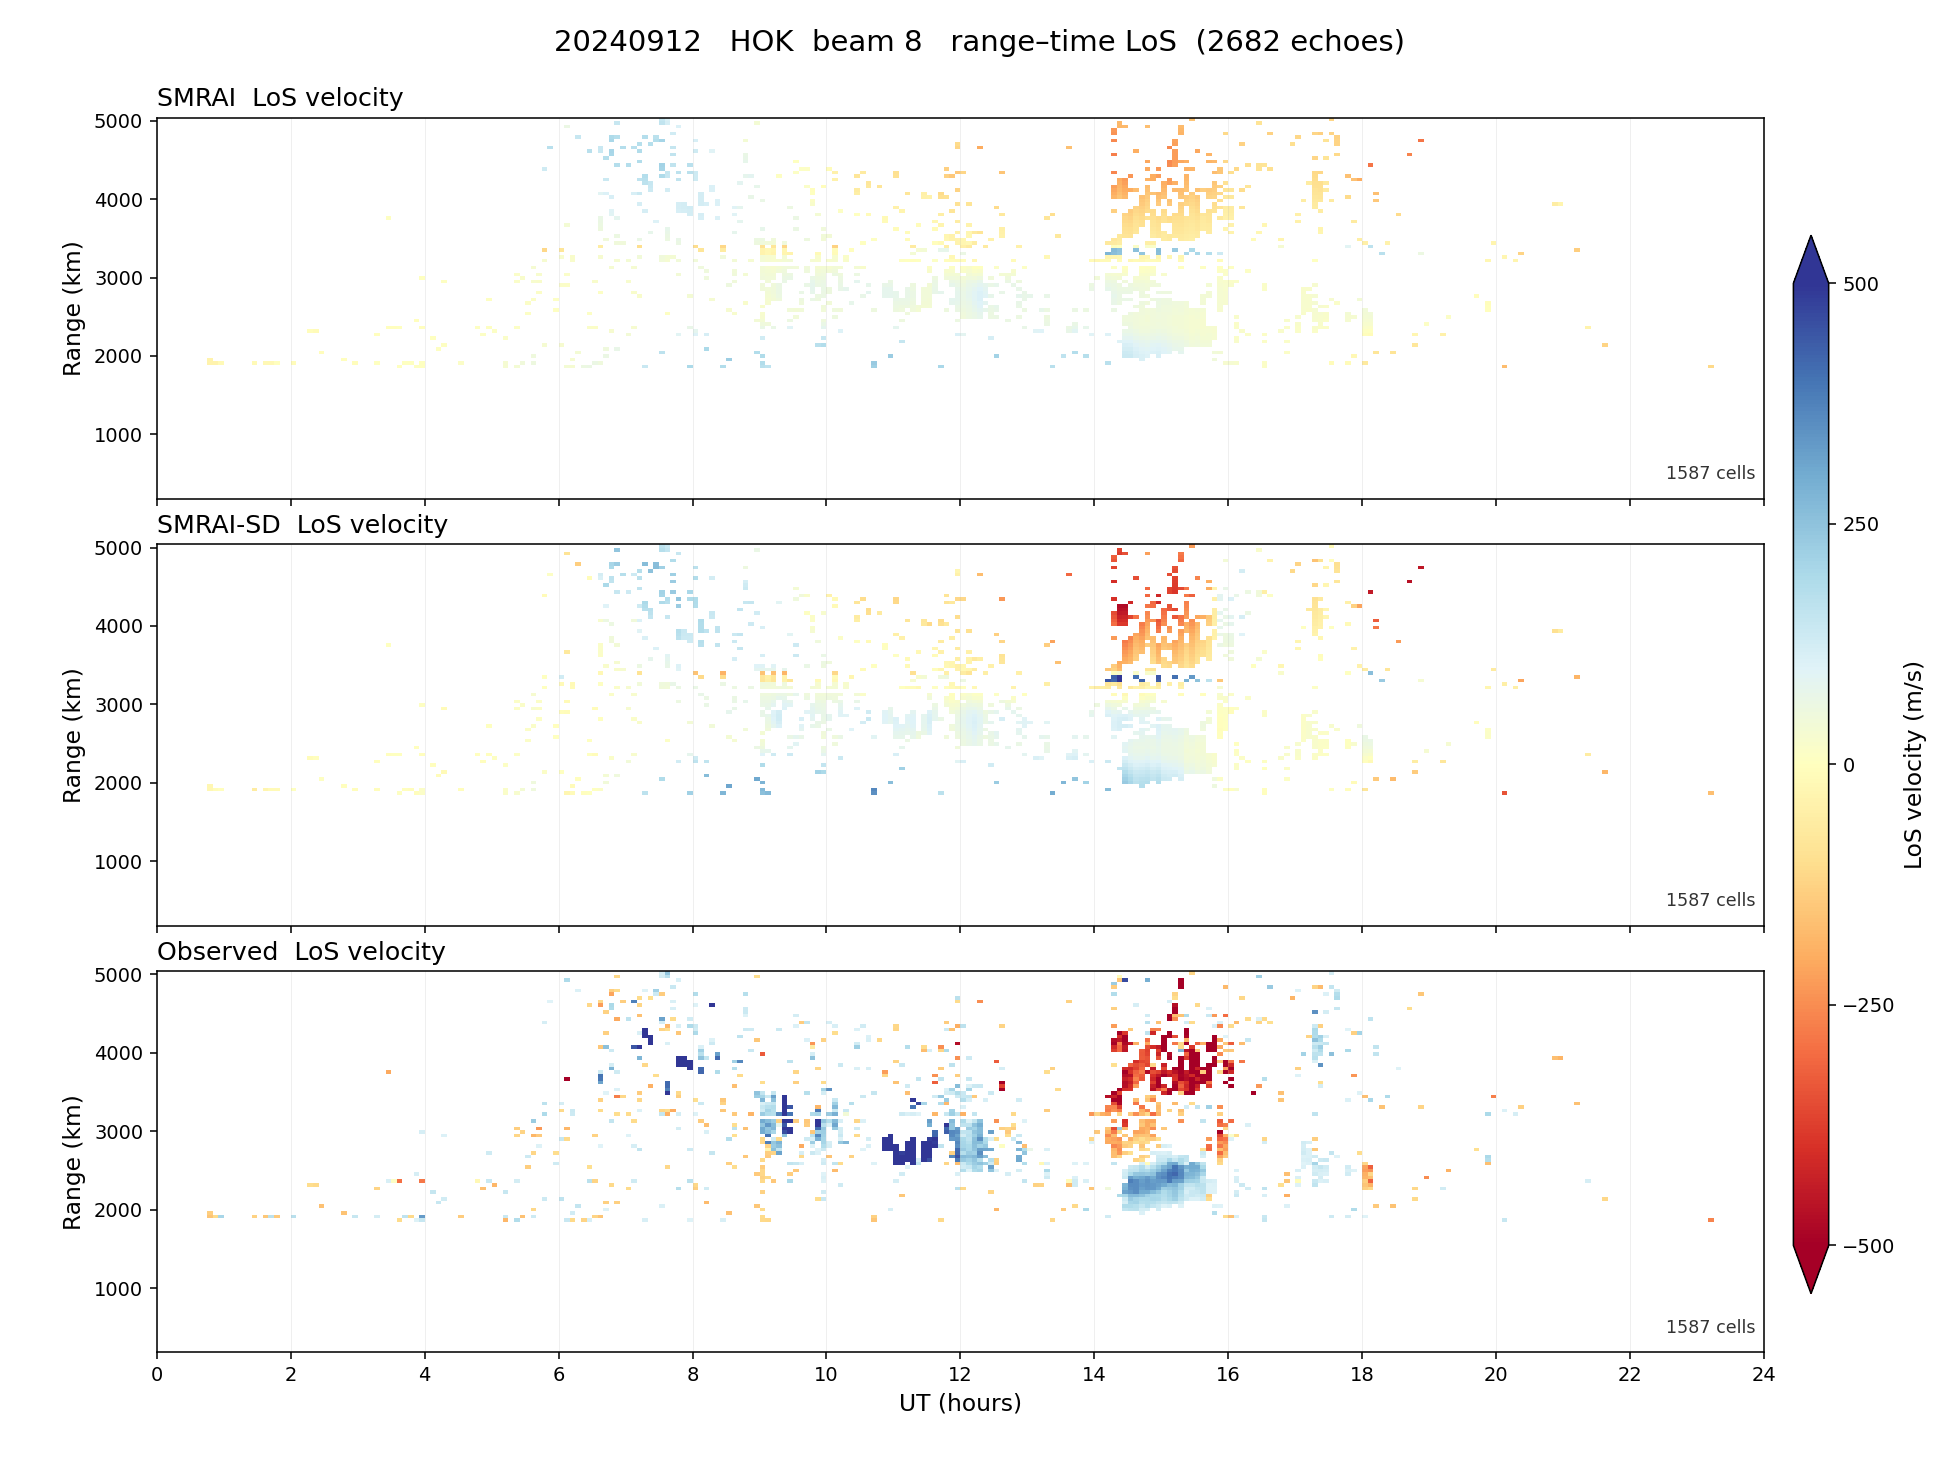 20240912   HOK  beam 8   range–time LoS  (2682 echoes)
SMRAI  LoS velocity
5000
4000
3000
2000
1000
Range (km)
1587 cells
SMRAI-SD  LoS velocity
5000
4000
3000
2000
1000
Range (km)
1587 cells
Observed  LoS velocity
5000
4000
3000
2000
1000
Range (km)
1587 cells
0 2 4 6 8 10 12 14 16 18 20 22 24
UT (hours)
500
250
0
−250
−500
LoS velocity (m/s)